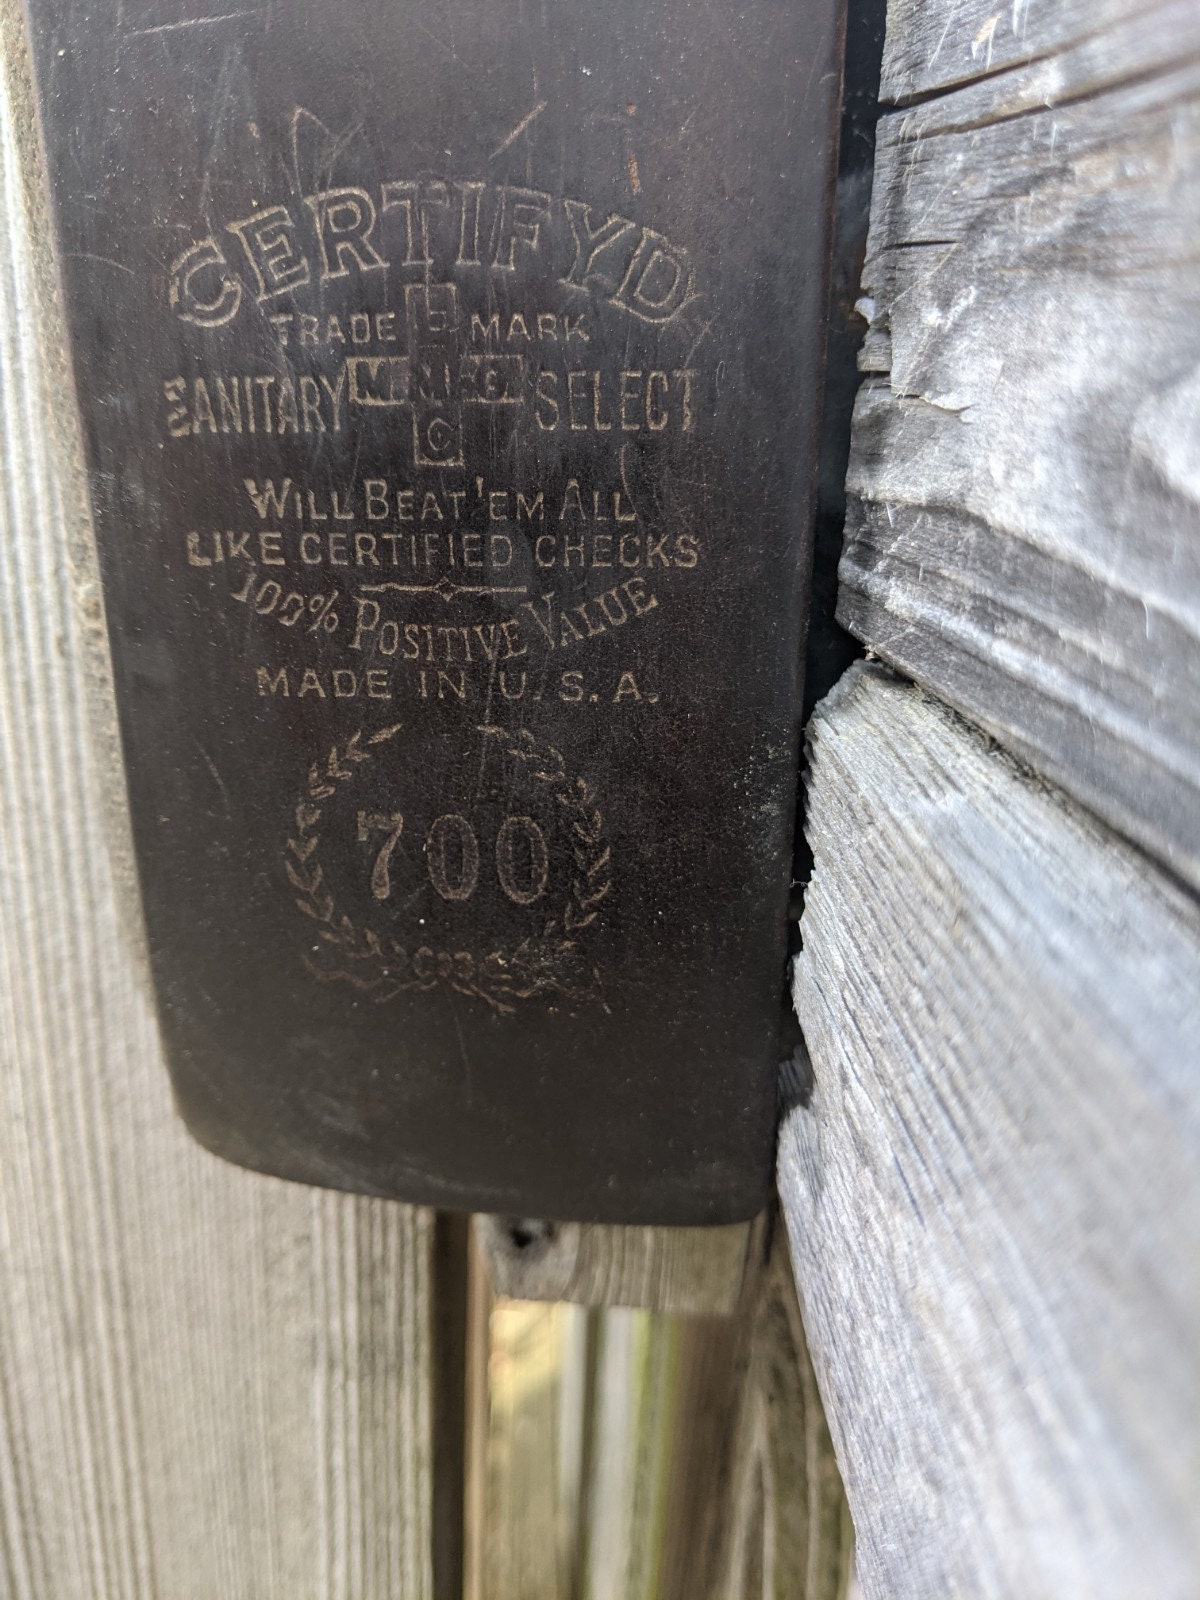 CERTIFYD
TRADE MARK
SANITARY SELECT
C
WILL BEAT 'EM ALL
LIKE CERTIFIED CHECKS
100% POSITIVE VALUE
MADE IN U.S.A.
700